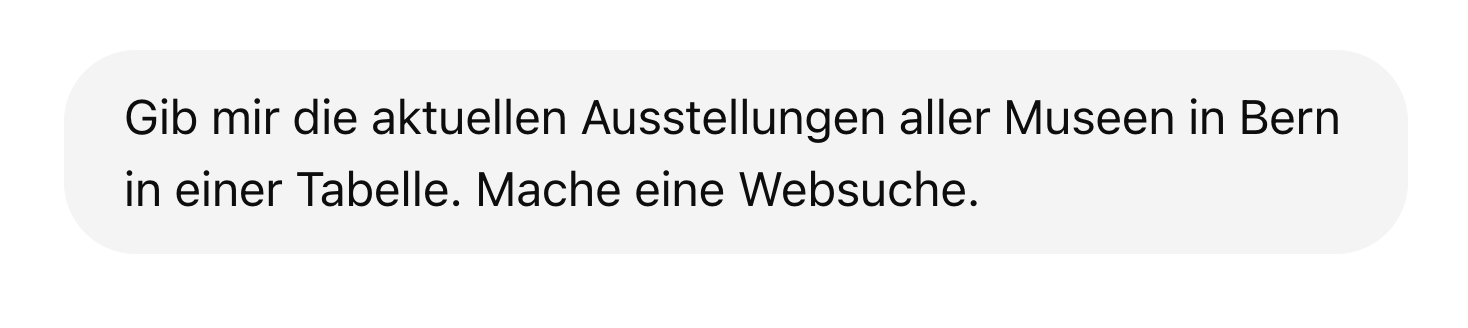 Gib mir die aktuellen Ausstellungen aller Museen in Bern
in einer Tabelle. Mache eine Websuche.